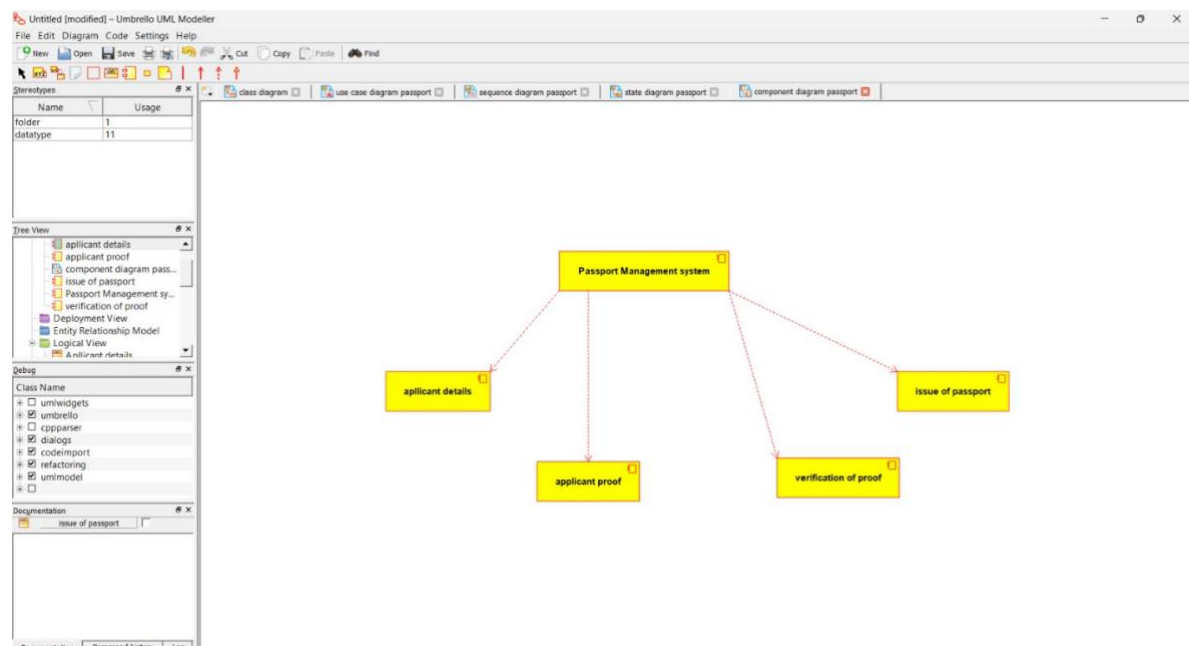 Untitled [modified] – Umbrello UML Modeller
File Edit Diagram Code Settings Help
New Open Save Cut Copy Paste Find
Stereotypes
class diagram use case diagram passport sequence diagram passport state diagram passport component diagram passport
Name Usage
folder 1
datatype 11
Tree View
apllicant details
applicant proof
component diagram pass...
issue of passport
Passport Management sy...
verification of proof
Deployment View
Entity Relationship Model
Logical View
Apllicant details
Debug
Class Name
umlwidgets
umbrello
cppparser
dialogs
codeimport
refactoring
umlmodel
Documentation
issue of passport
Passport Management system
apllicant details
issue of passport
applicant proof
verification of proof